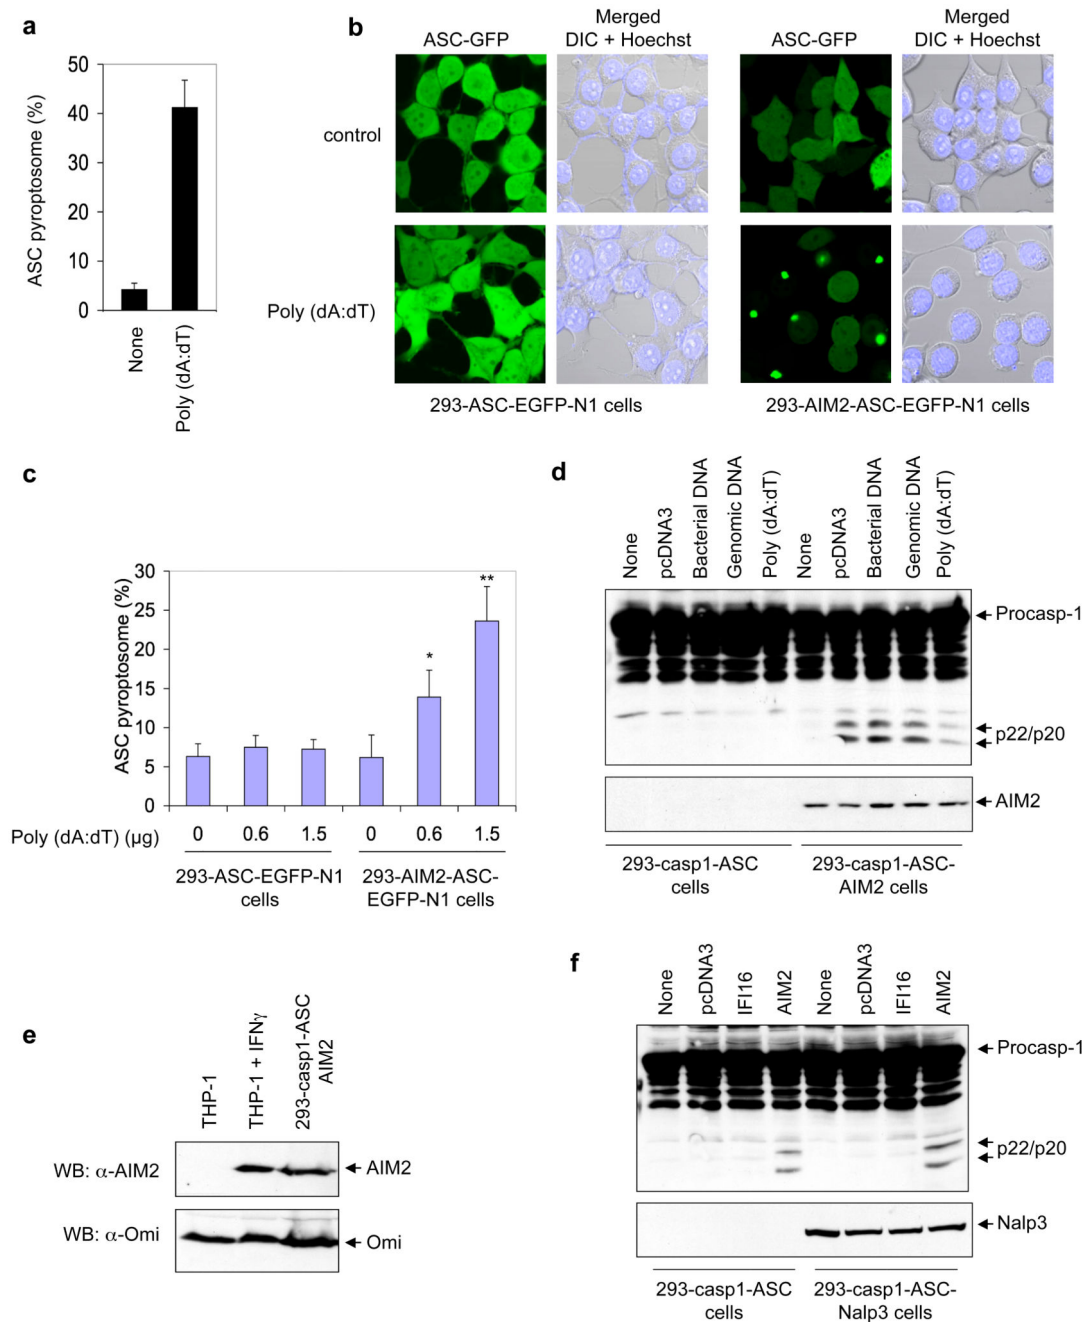 a
ASC pyroptosome (%)
50
40
30
20
10
0
None
Poly (dA:dT)
b
ASC-GFP
Merged
DIC + Hoechst
ASC-GFP
Merged
DIC + Hoechst
control
Poly (dA:dT)
293-ASC-EGFP-N1 cells
293-AIM2-ASC-EGFP-N1 cells
c
ASC pyroptosome (%)
30
25
20
15
10
5
0
*
**
Poly (dA:dT) (µg)
0
0.6
1.5
0
0.6
1.5
293-ASC-EGFP-N1
cells
293-AIM2-ASC-
EGFP-N1 cells
d
None
pcDNA3
Bacterial DNA
Genomic DNA
Poly (dA:dT)
None
pcDNA3
Bacterial DNA
Genomic DNA
Poly (dA:dT)
Procasp-1
p22/p20
AIM2
293-casp1-ASC
cells
293-casp1-ASC-
AIM2 cells
e
THP-1
THP-1 + IFNγ
293-casp1-ASC
AIM2
WB: α-AIM2
AIM2
WB: α-Omi
Omi
f
None
pcDNA3
IFI16
AIM2
None
pcDNA3
IFI16
AIM2
Procasp-1
p22/p20
Nalp3
293-casp1-ASC
cells
293-casp1-ASC-
Nalp3 cells